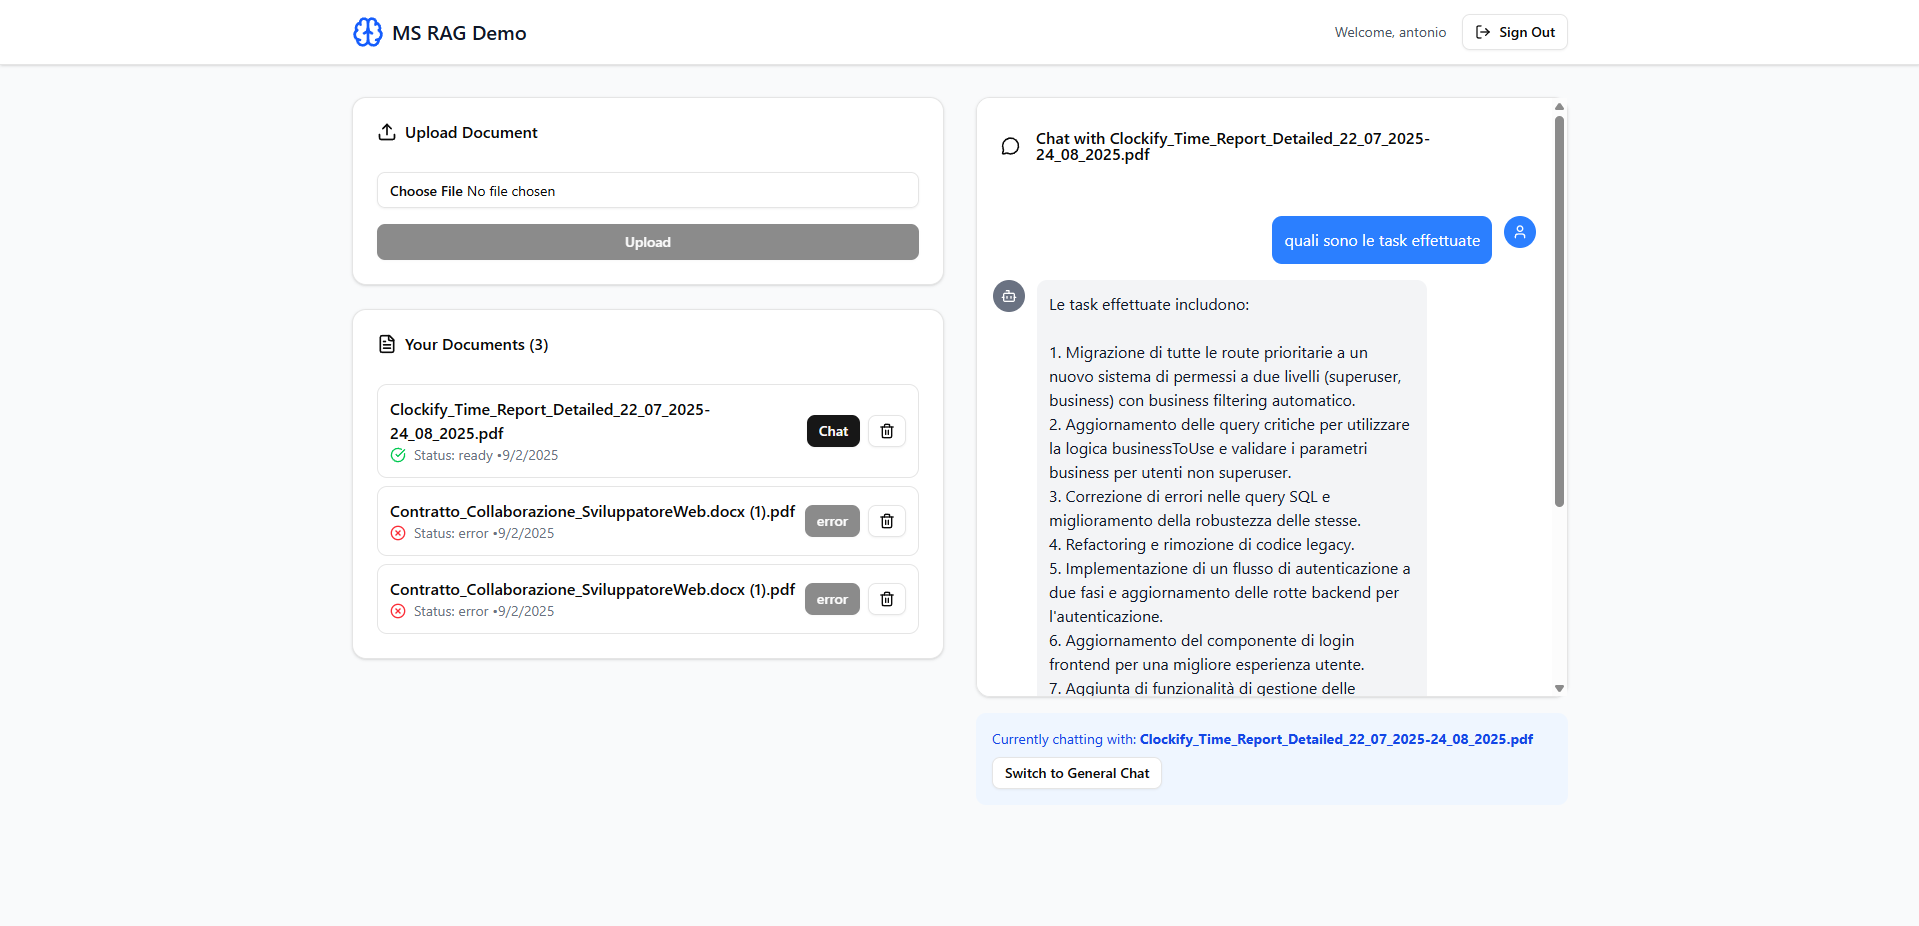 MS RAG Demo
Welcome, antonio
Sign Out
Upload Document
Choose File No file chosen
Upload
Your Documents (3)
Clockify_Time_Report_Detailed_22_07_2025-
24_08_2025.pdf
Status: ready •9/2/2025
Chat
Contratto_Collaborazione_SviluppatoreWeb.docx (1).pdf
Status: error •9/2/2025
error
Contratto_Collaborazione_SviluppatoreWeb.docx (1).pdf
Status: error •9/2/2025
error
Chat with Clockify_Time_Report_Detailed_22_07_2025-
24_08_2025.pdf
quali sono le task effettuate
Le task effettuate includono:
1. Migrazione di tutte le route prioritarie a un
nuovo sistema di permessi a due livelli (superuser,
business) con business filtering automatico.
2. Aggiornamento delle query critiche per utilizzare
la logica businessToUse e validare i parametri
business per utenti non superuser.
3. Correzione di errori nelle query SQL e
miglioramento della robustezza delle stesse.
4. Refactoring e rimozione di codice legacy.
5. Implementazione di un flusso di autenticazione a
due fasi e aggiornamento delle rotte backend per
l'autenticazione.
6. Aggiornamento del componente di login
frontend per una migliore esperienza utente.
7. Aggiunta di funzionalità di gestione delle
Currently chatting with: Clockify_Time_Report_Detailed_22_07_2025-24_08_2025.pdf
Switch to General Chat